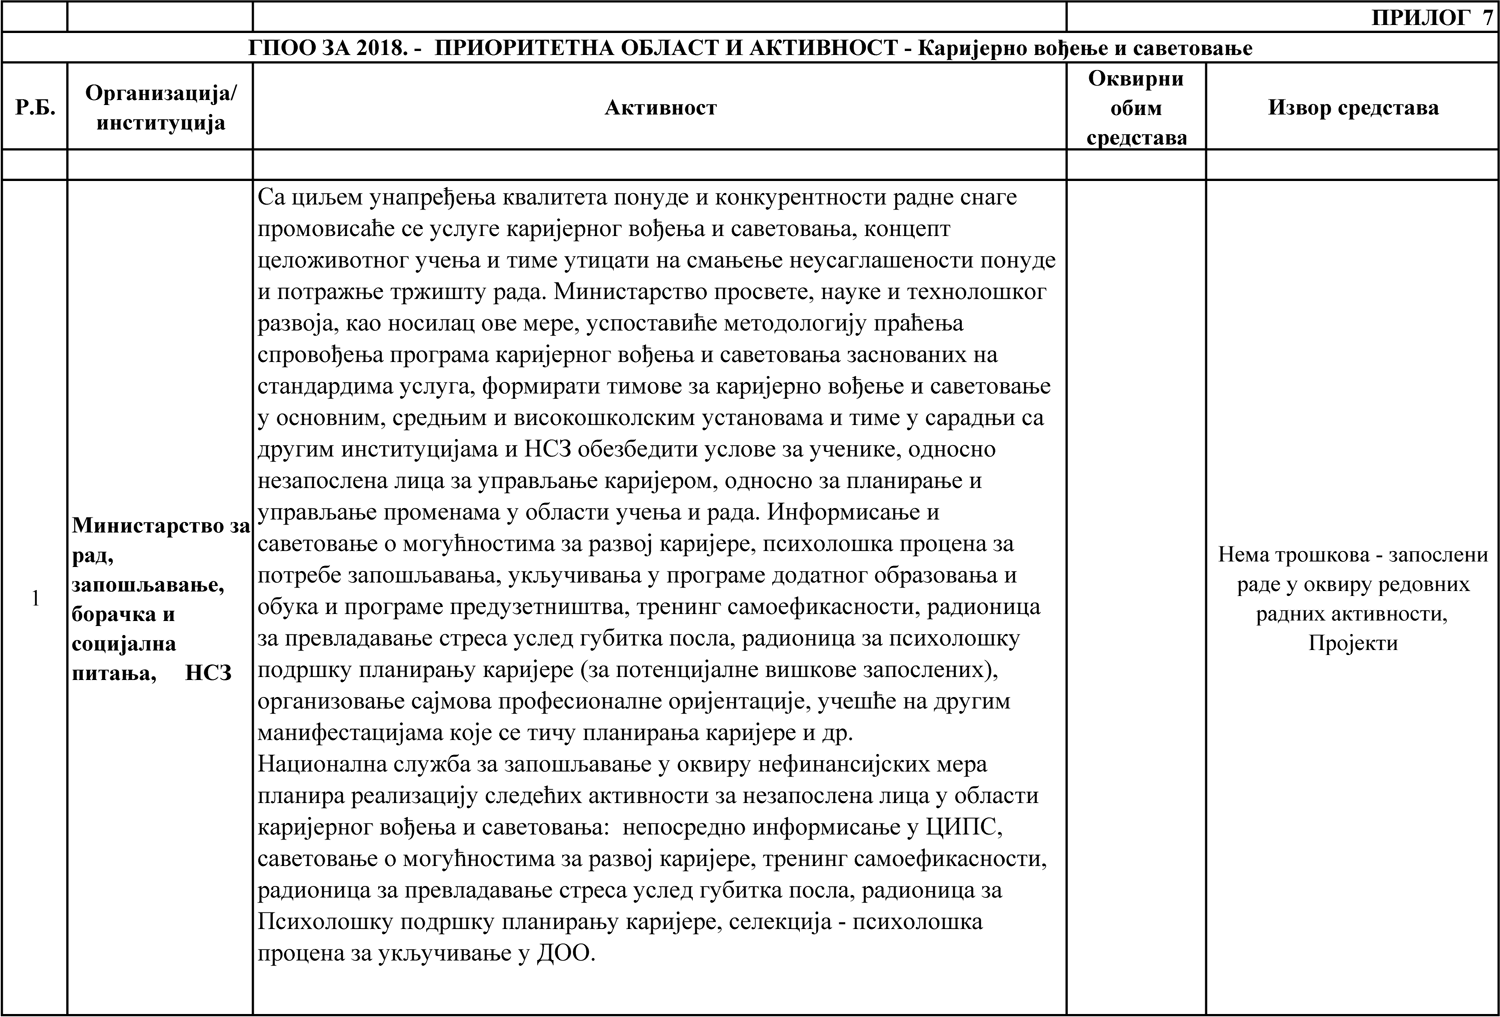 ПРИЛОГ 7
ГПОО ЗА 2018. - ПРИОРИТЕТНА ОБЛАСТ И АКТИВНОСТ - Каријерно вођење и саветовање
Р.Б.
Организација/
институција
Активност
Оквирни
обим
средстава
Извор средстава
1
Министарство за
рад,
запошљавање,
борачка и
социјална
питања, НСЗ
Са циљем унапређења квалитета понуде и конкурентности радне снаге
промовисаће се услуге каријерног вођења и саветовања, концепт
целоживотног учења и тиме утицати на смањење неусаглашености понуде
и потражње тржишту рада. Министарство просвете, науке и технолошког
развоја, као носилац ове мере, успоставиће методологију праћења
спровођења програма каријерног вођења и саветовања заснованих на
стандардима услуга, формирати тимове за каријерно вођење и саветовање
у основним, средњим и високошколским установама и тиме у сарадњи са
другим институцијама и НСЗ обезбедити услове за ученике, односно
незапослена лица за управљање каријером, односно за планирање и
управљање променама у области учења и рада. Информисање и
саветовање о могућностима за развој каријере, психолошка процена за
потребе запошљавања, укључивања у програме додатног образовања и
обука и програме предузетништва, тренинг самоефикасности, радионица
за превладавање стреса услед губитка посла, радионица за психолошку
подршку планирању каријере (за потенцијалне вишкове запослених),
организовање сајмова професионалне оријентације, учешће на другим
манифестацијама које се тичу планирања каријере и др.
Национална служба за запошљавање у оквиру нефинансијских мера
планира реализацију следећих активности за незапослена лица у области
каријерног вођења и саветовања: непосредно информисање у ЦИПС,
саветовање о могућностима за развој каријере, тренинг самоефикасности,
радионица за превладавање стреса услед губитка посла, радионица за
Психолошку подршку планирању каријере, селекција - психолошка
процена за укључивање у ДОО.
Нема трошкова - запослени
раде у оквиру редовних
радних активности,
Пројекти